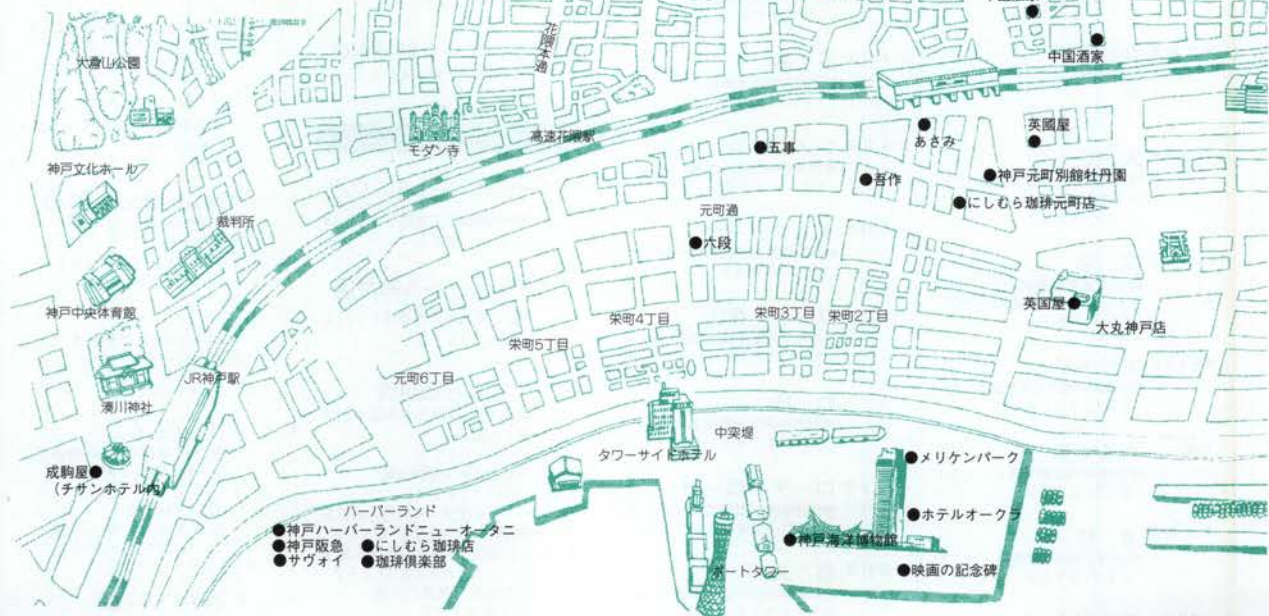 中国酒家
大倉山公園
花隈本通
モダン寺
高速花隈駅
●五事
あさみ
英國屋
神戸文化ホール
●吾作
●神戸元町別館牡丹園
●にしむら珈琲元町店
裁判所
元町通
●六段
神戸中央体育館
英国屋●
大丸神戸店
栄町4丁目
栄町3丁目
栄町2丁目
栄町5丁目
JR神戸駅
元町6丁目
湊川神社
中突堤
タワーサイドホテル
●メリケンパーク
成駒屋●
(チサンホテル内)
ハーバーランド
●神戸ハーバーランドニューオータニ
●神戸阪急 ●にしむら珈琲店
●サヴォイ ●珈琲倶楽部
●ホテルオークラ
●神戸海洋博物館
ポートタワー
●映画の記念碑